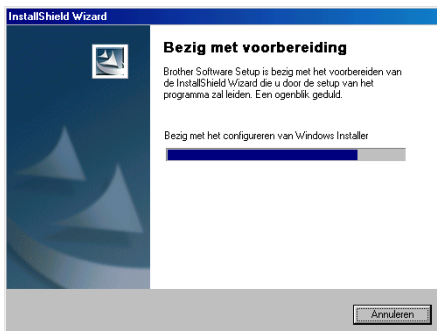 InstallShield Wizard
Bezig met voorbereiding
Brother Software Setup is bezig met het voorbereiden van
de InstallShield Wizard die u door de setup van het
programma zal leiden. Een ogenblik geduld.
Bezig met het configureren van Windows Installer
Annuleren